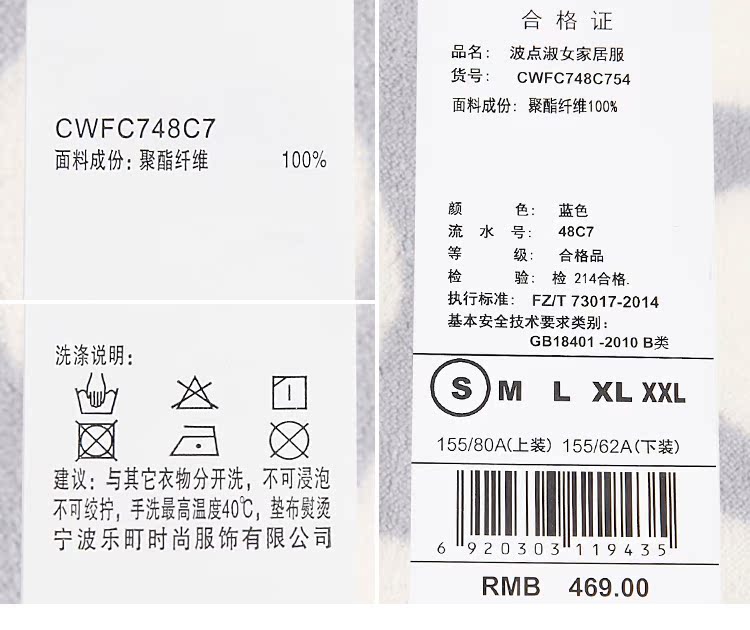 CWFC748C7
面料成份：聚酯纤维 100%
洗涤说明：
建议：与其它衣物分开洗，不可浸泡
不可绞拧，手洗最高温度40℃，垫布熨烫
宁波乐町时尚服饰有限公司
合格证
品名： 波点淑女家居服
货号： CWFC748C754
面料成份：聚酯纤维100%
颜 色： 蓝色
流 水 号： 48C7
等 级： 合格品
检 验： 检 214合格.
执行标准： FZ/T 73017-2014
基本安全技术要求类别：
GB18401 -2010 B类
S M L XL XXL
155/80A(上装) 155/62A(下装)
6 920303 119435
RMB 469.00